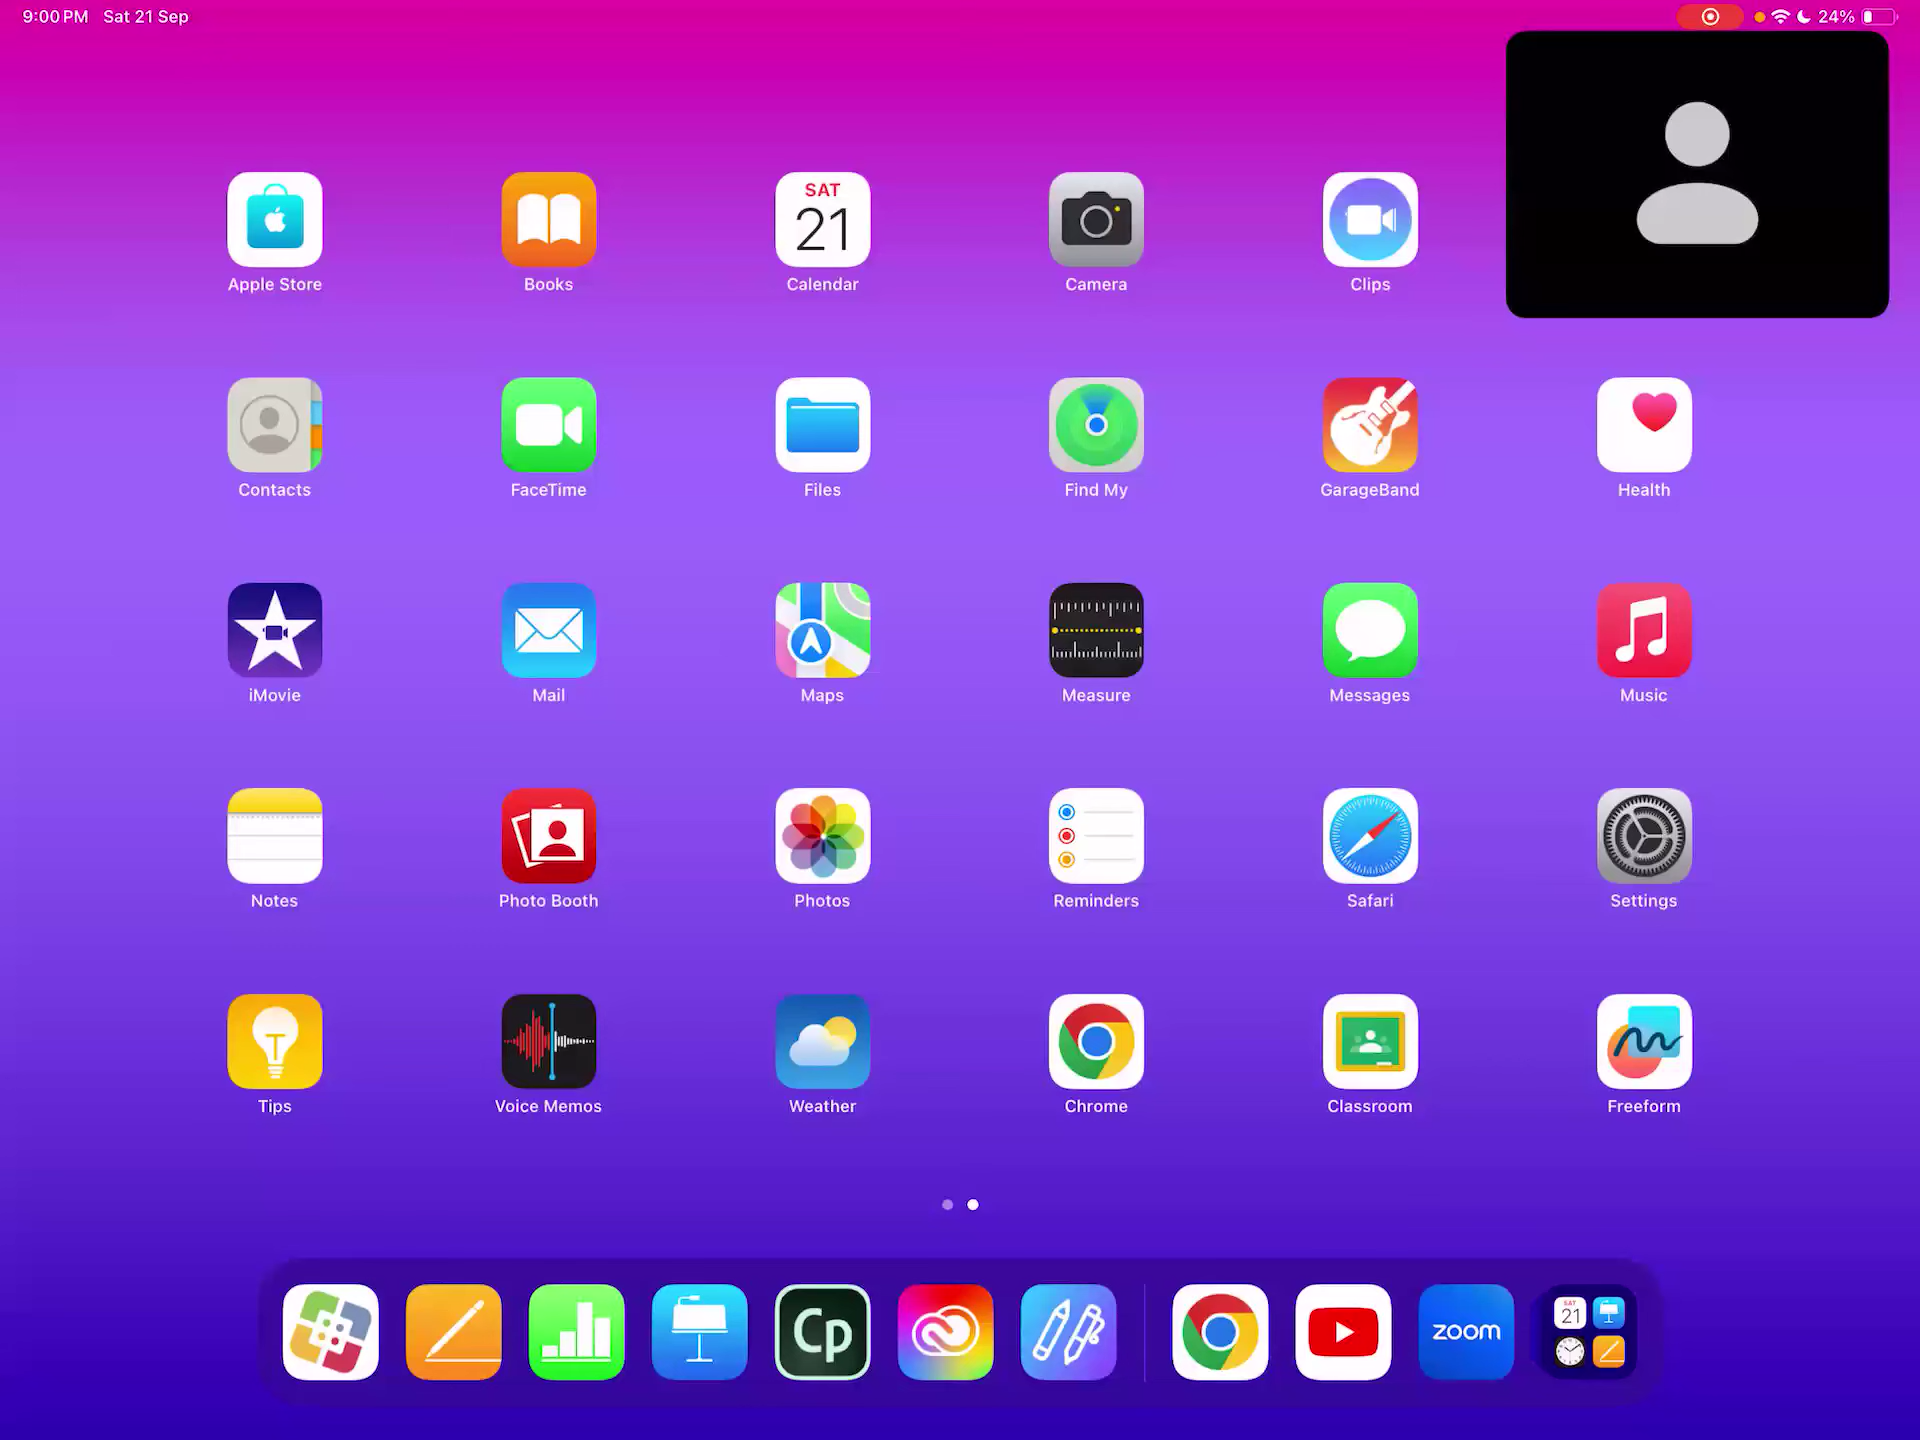 9:00 PM Sat 21 Sep
24%
SAT
21
Apple Store
Books
Calendar
Camera
Clips
Contacts
FaceTime
Files
Find My
GarageBand
Health
iMovie
Mail
Maps
Measure
Messages
Music
Notes
Photo Booth
Photos
Reminders
Safari
Settings
Tips
Voice Memos
Weather
Chrome
Classroom
Freeform
Cp
zoom
SAT
21